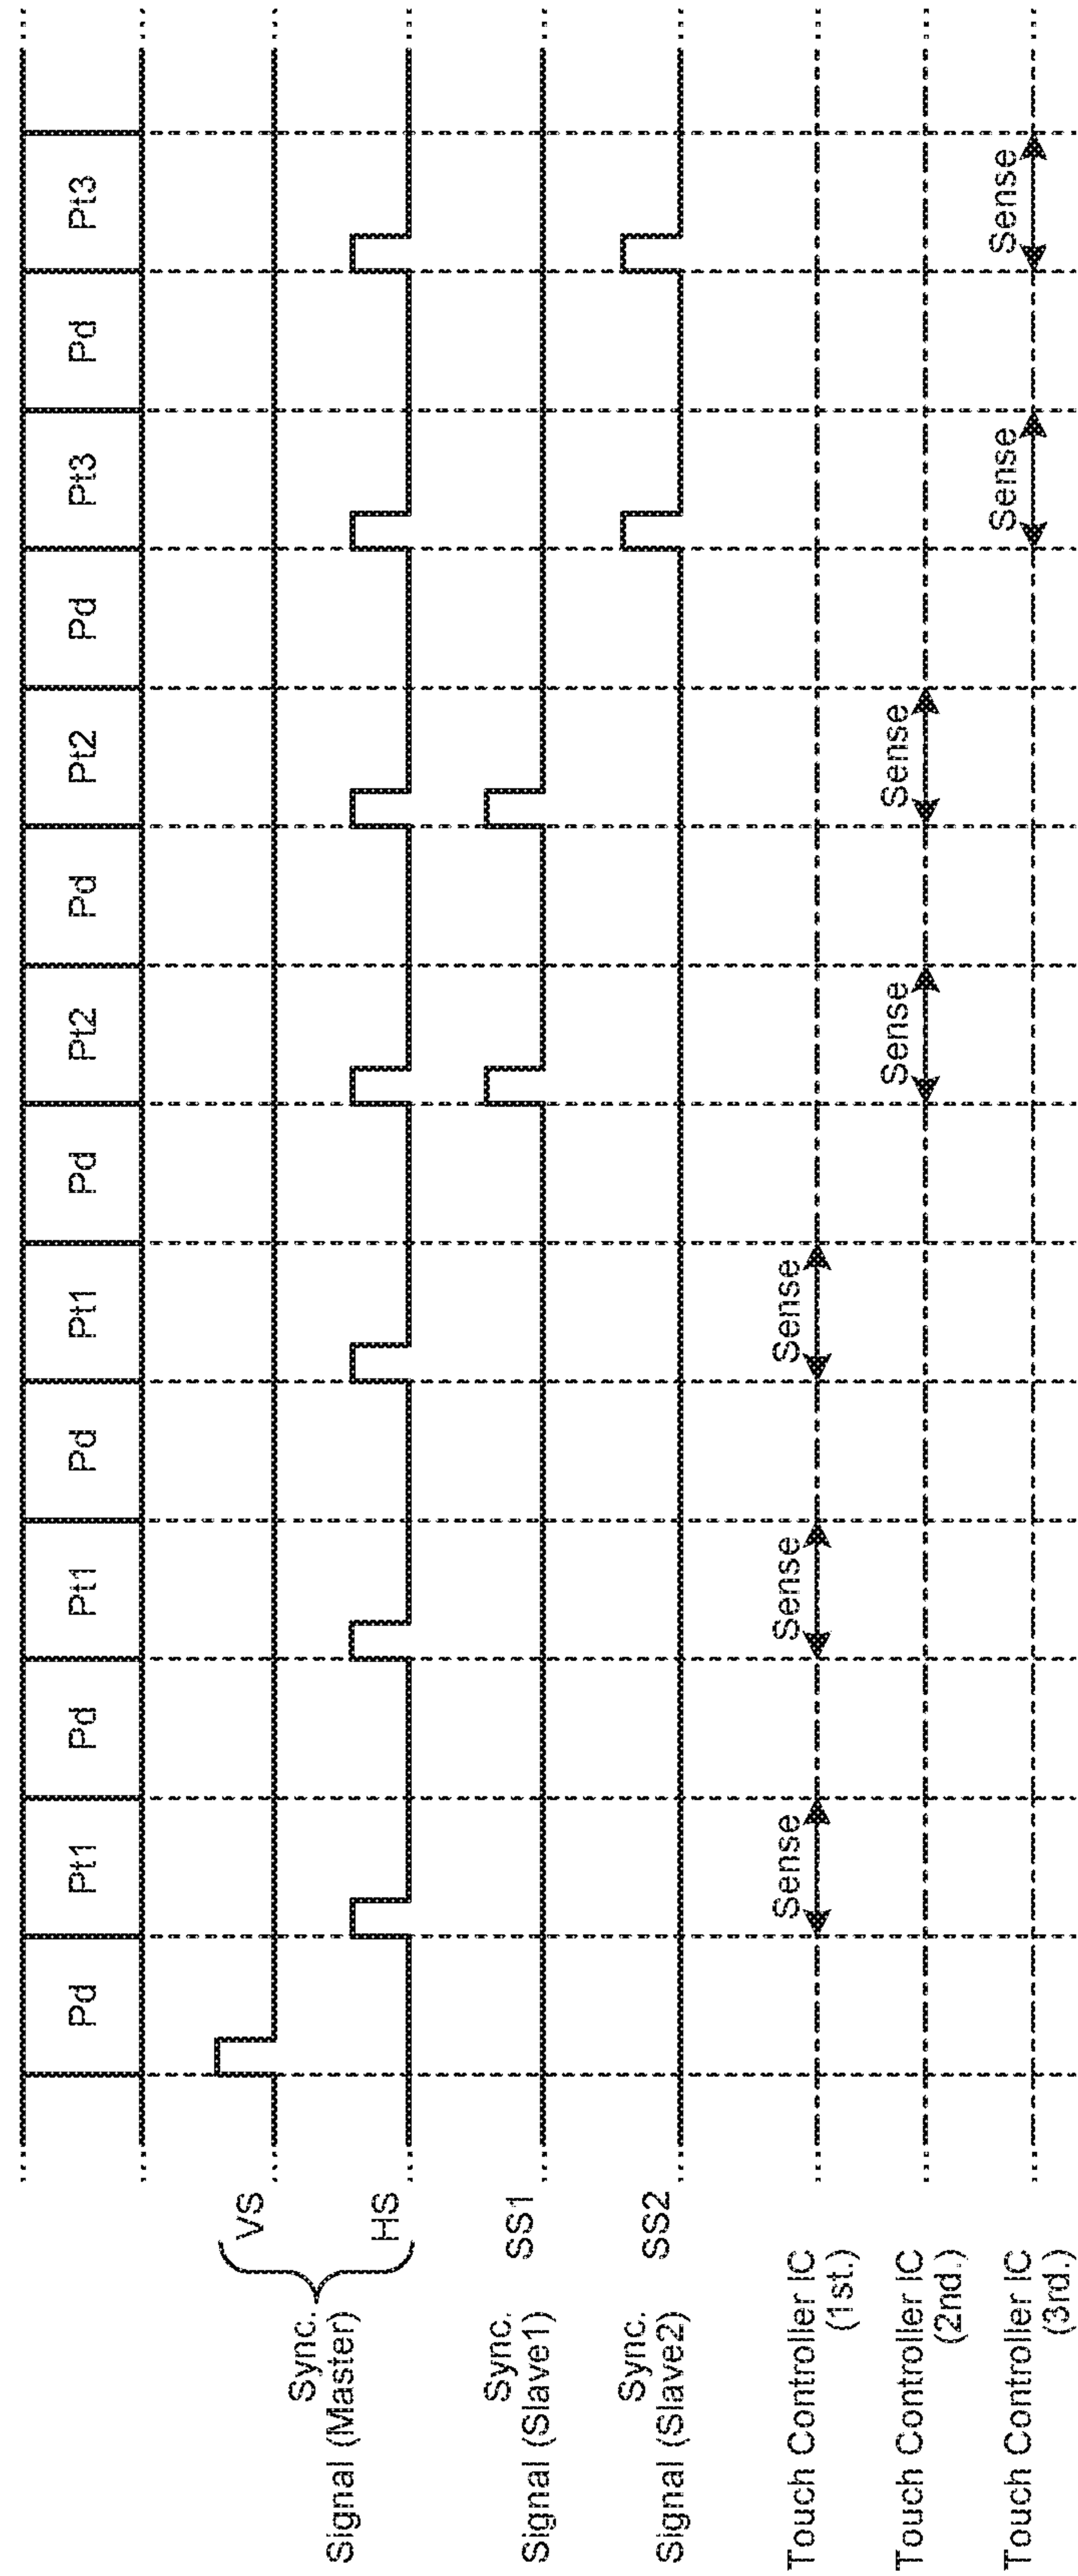 Pd Pt1 Pd Pt1 Pd Pt1 Pd Pt2 Pd Pt2 Pd Pt3 Pd Pt3
VS
Sync.
Signal (Master)
HS
Sync.
Signal (Slave1)
SS1
Sync.
Signal (Slave2)
SS2
Touch Controller IC
(1st.)
Sense Sense Sense
Touch Controller IC
(2nd.)
Sense Sense
Touch Controller IC
(3rd.)
Sense Sense